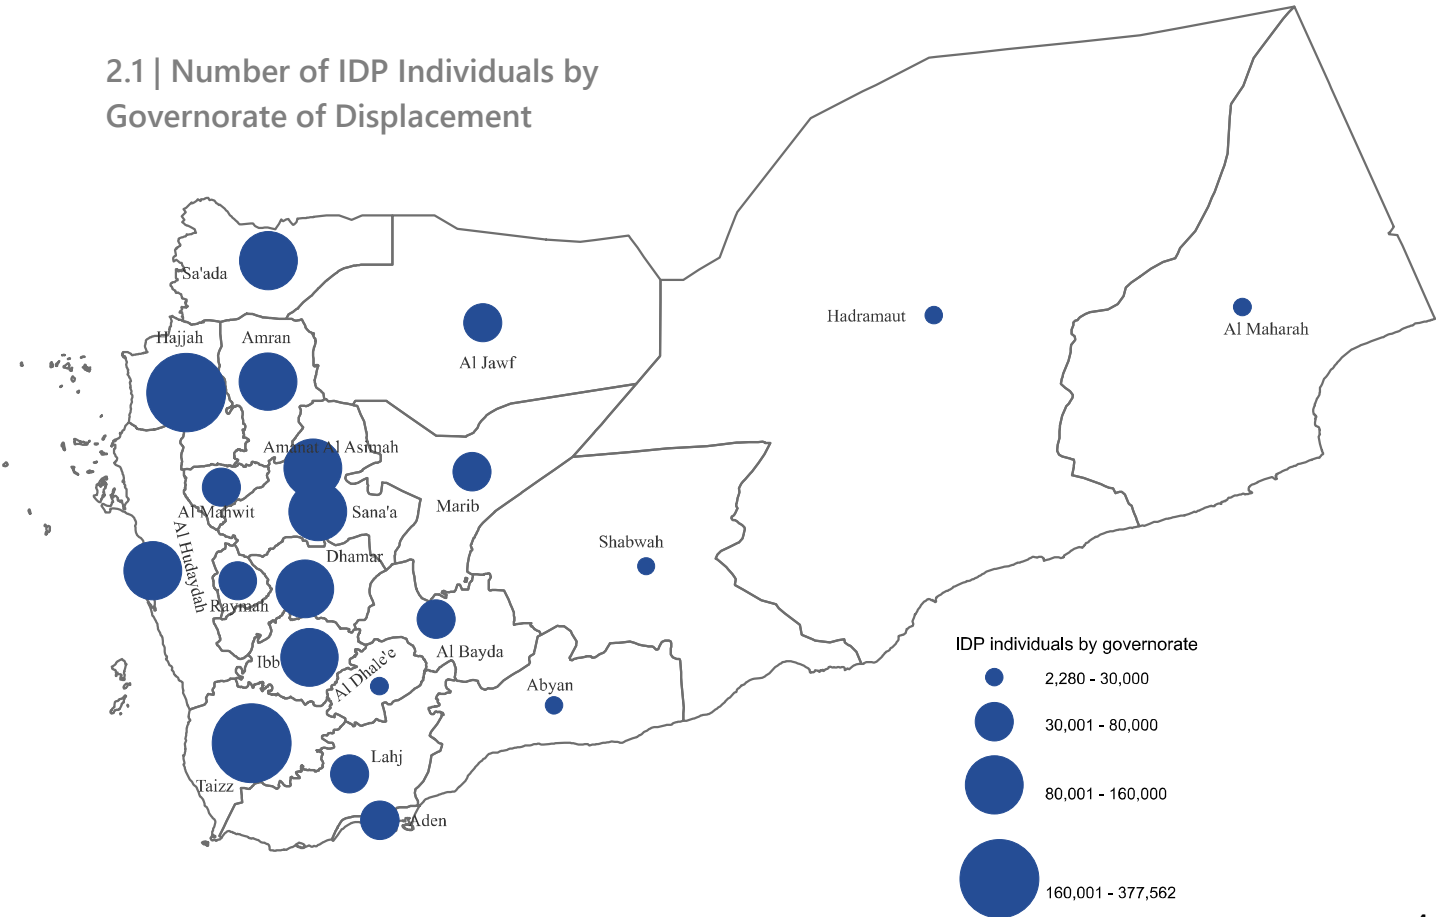 2.1 | Number of IDP Individuals by
Governorate of Displacement
Sa'ada
Hajjah
Amran
Al Jawf
Hadramaut
Al Maharah
Amanat Al Asimah
Marib
Al Mahwit
Sana'a
Al Hudaydah
Dhamar
Shabwah
Raymah
Al Bayda
Ibb
Al Dhale'e
Abyan
Lahj
Taizz
Aden
IDP individuals by governorate
2,280 - 30,000
30,001 - 80,000
80,001 - 160,000
160,001 - 377,562